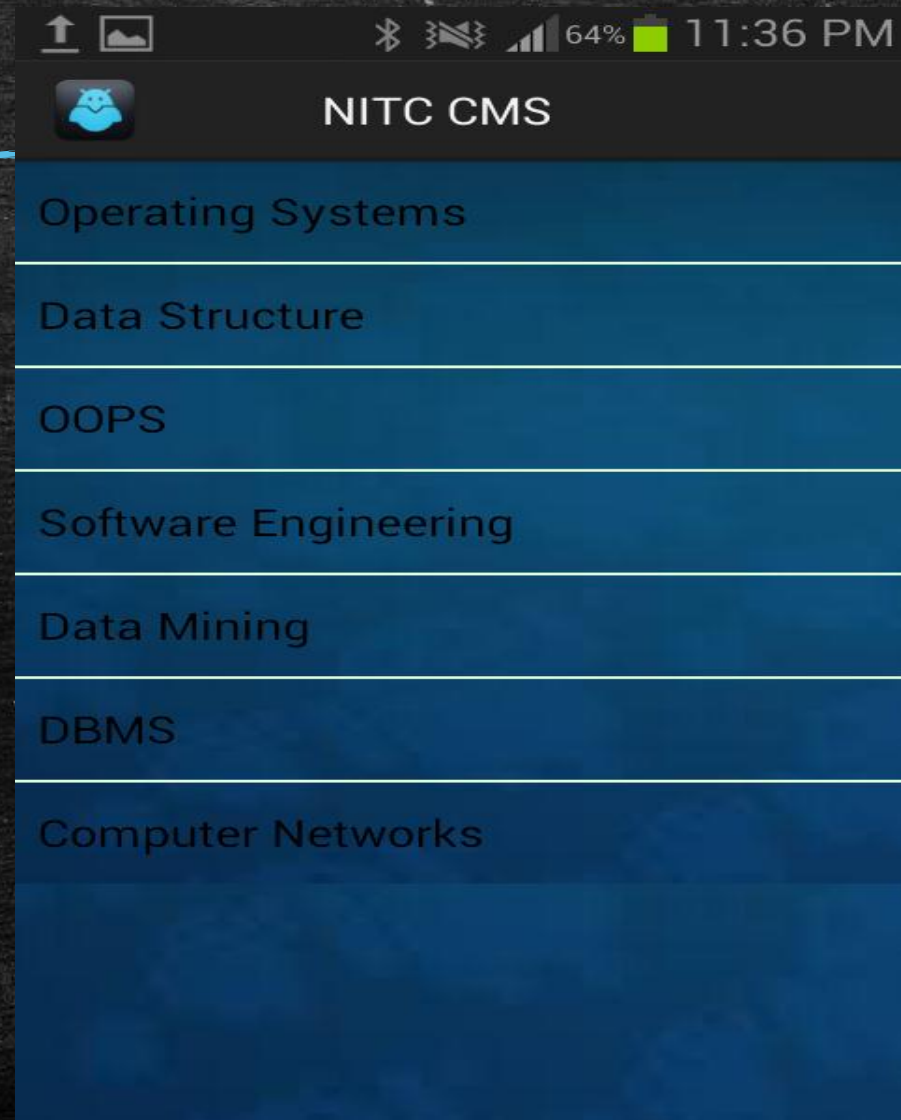 64% 11:36 PM
NITC CMS
Operating Systems
Data Structure
OOPS
Software Engineering
Data Mining
DBMS
Computer Networks